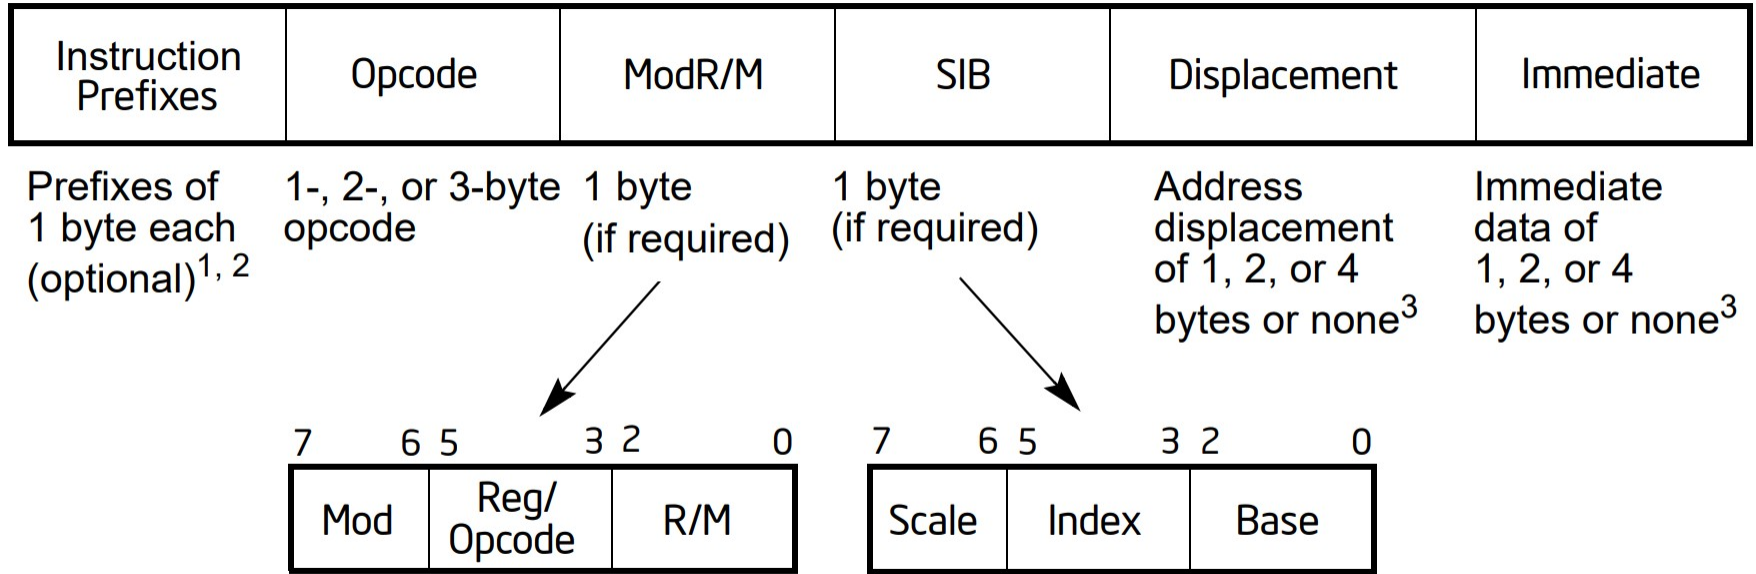 Instruction
Prefixes
Opcode
ModR/M
SIB
Displacement
Immediate
Prefixes of
1 byte each
(optional)1, 2
1-, 2-, or 3-byte
opcode
1 byte
(if required)
1 byte
(if required)
Address
displacement
of 1, 2, or 4
bytes or none3
Immediate
data of
1, 2, or 4
bytes or none3
7 6 5 3 2 0
Mod
Reg/
Opcode
R/M
7 6 5 3 2 0
Scale
Index
Base